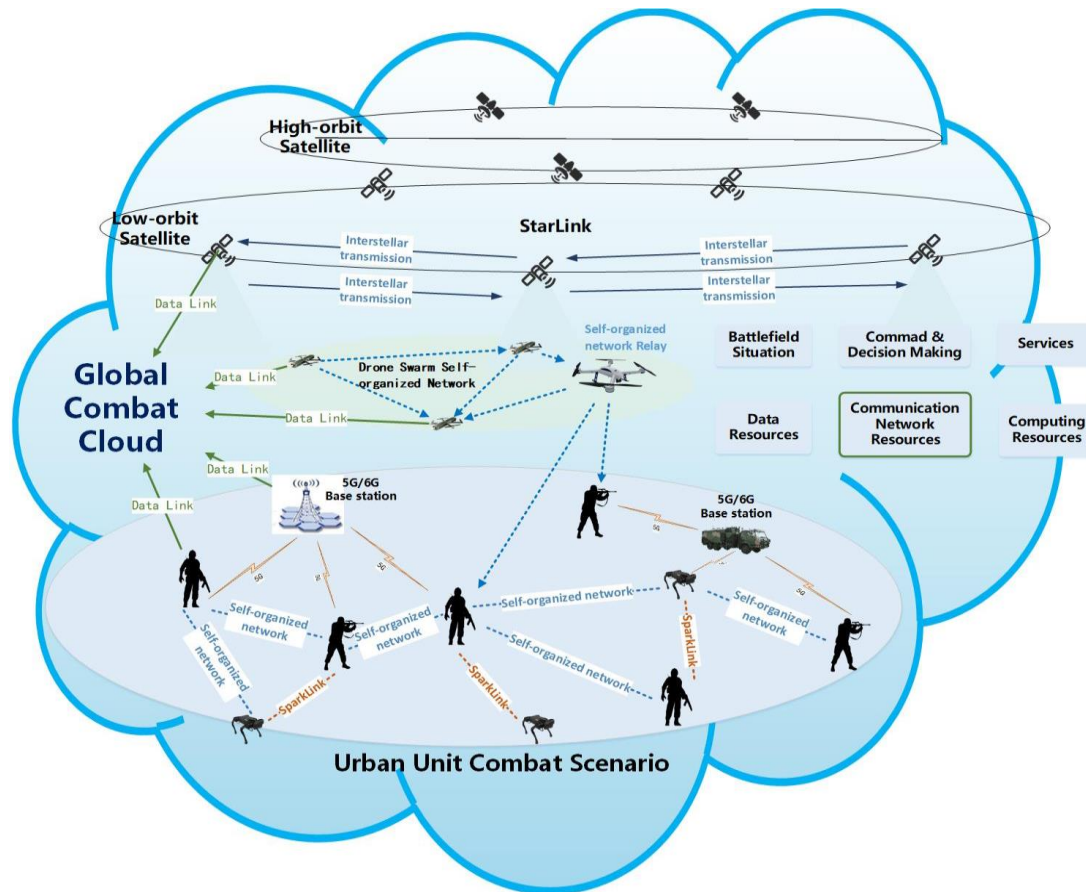 High-orbit
Satellite
Low-orbit
Satellite
StarLink
Interstellar
transmission
Interstellar
transmission
Interstellar
transmission
Interstellar
transmission
Data Link
Self-organized
network Relay
Battlefield
Situation
Commad &
Decision Making
Services
Global
Combat
Cloud
Data Link
Drone Swarm Self-
organized Network
Data Link
Data
Resources
Communication
Network
Resources
Computing
Resources
Data Link
Data Link
5G/6G
Base station
5G/6G
Base station
5G
5G
5G
5G
Self-organized
network
Self-organized
network
Self-organized
network
Self-organized network
Self-organized network
Self-organized
network
SparkLink
SparkLink
SparkLink
Urban Unit Combat Scenario